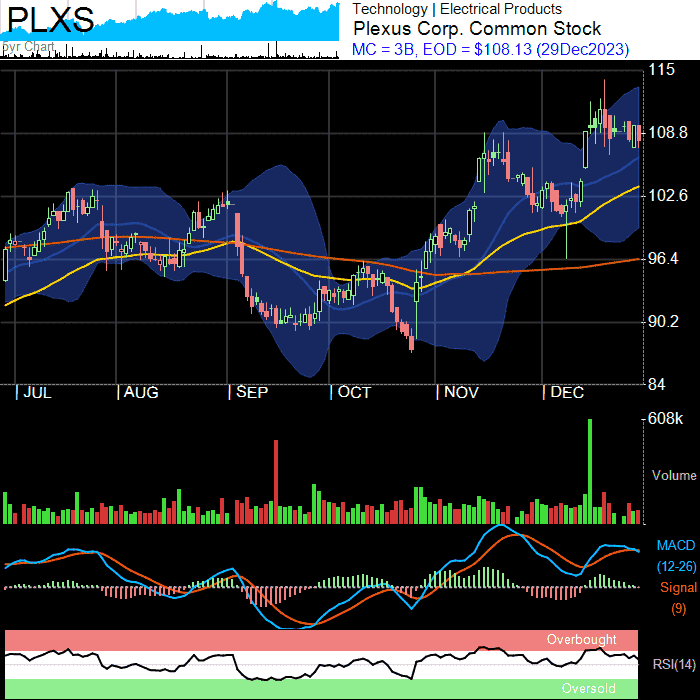 PLXS
Technology | Electrical Products
Plexus Corp. Common Stock
5yr Chart
MC = 3B, EOD = $108.13 (29Dec2023)
115
108.8
102.6
96.4
90.2
84
| JUL | AUG | SEP | OCT | NOV | DEC
608k
Volume
MACD
(12-26)
Signal
(9)
Overbought
RSI(14)
Oversold